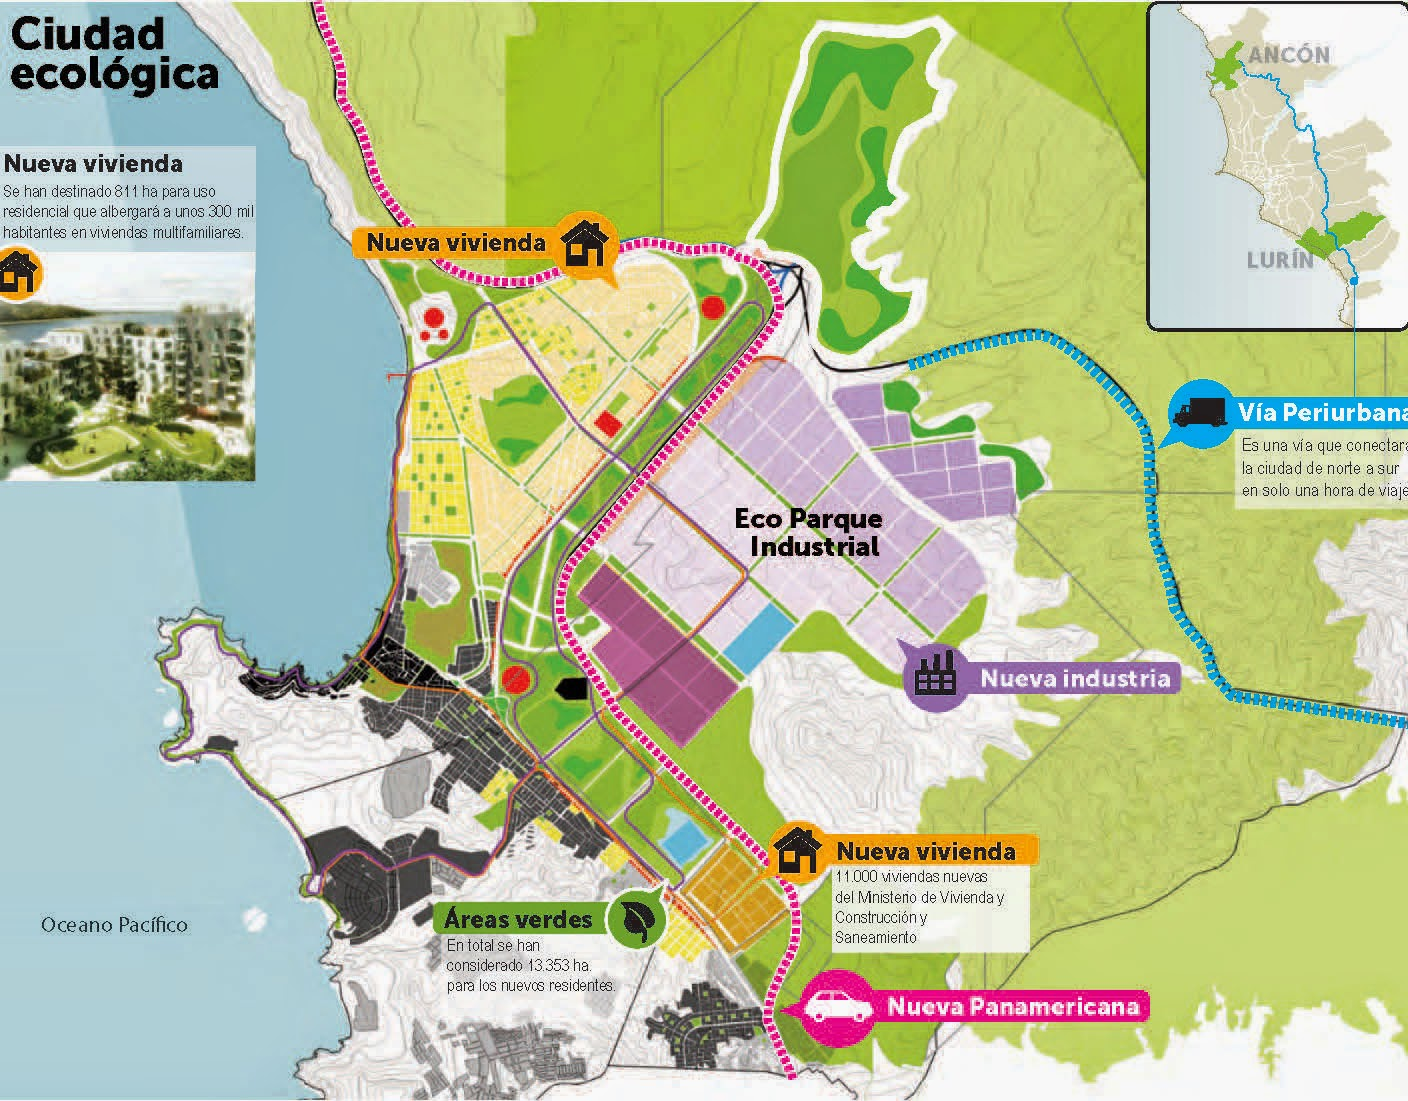 Ciudad
ecológica
Nueva vivienda
Se han destinado 811 ha para uso
residencial que albergará a unos 300 mil
habitantes en viviendas multifamiliares.
Nueva vivienda
ANCÓN
LURÍN
Vía Periurbana
Es una vía que conectará
la ciudad de norte a sur
en solo una hora de viaje
Eco Parque
Industrial
Nueva industria
Nueva vivienda
11.000 viviendas nuevas
del Ministerio de Vivienda y
Construcción y
Saneamiento
Oceano Pacífico
Áreas verdes
En total se han
considerado 13.353 ha.
para los nuevos residentes.
Nueva Panamericana